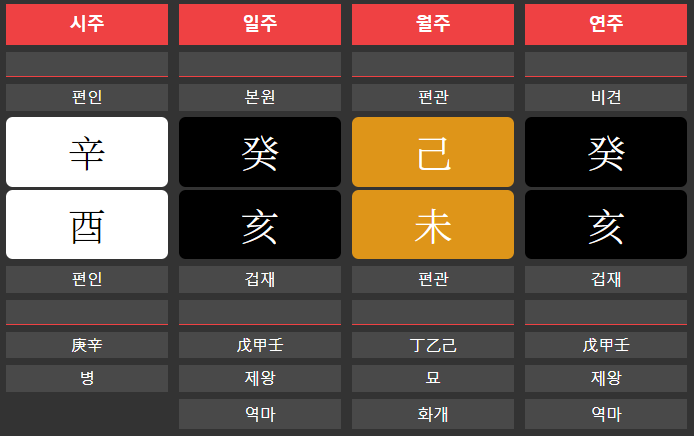 시주 일주 월주 연주
편인 본원 편관 비견
辛 癸 己 癸
酉 亥 未 亥
편인 겁재 편관 겁재
庚辛 戊甲壬 丁乙己 戊甲壬
병 제왕 묘 제왕
역마 화개 역마